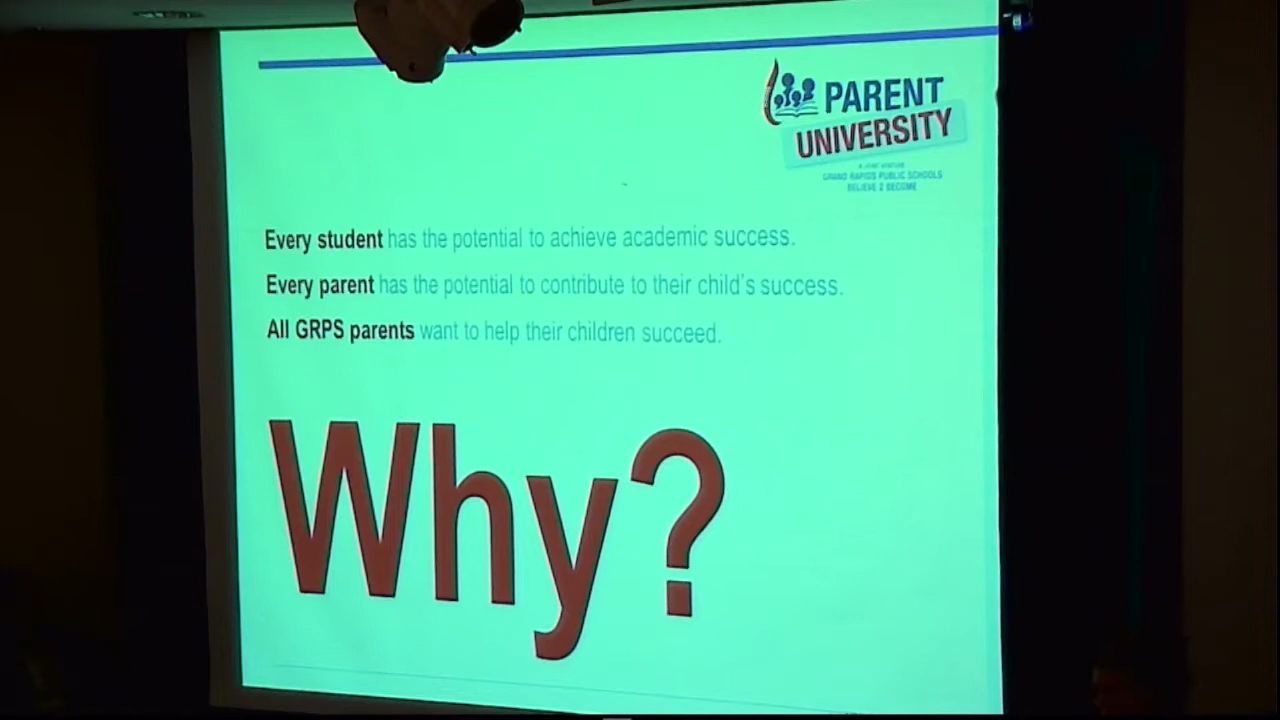 PARENT
UNIVERSITY
A JOINT VENTURE
GRAND RAPIDS PUBLIC SCHOOLS
BELIEVE 2 BECOME
Every student has the potential to achieve academic success.
Every parent has the potential to contribute to their child's success.
All GRPS parents want to help their children succeed.
Why?